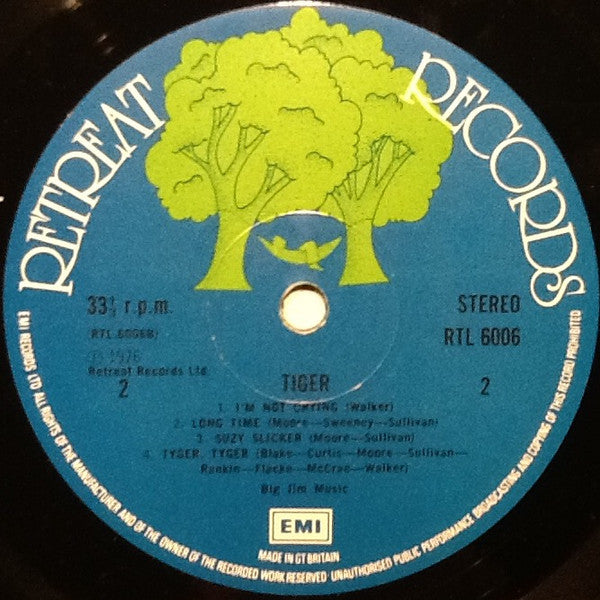 RETREAT RECORDS
33⅓ r.p.m.
STEREO
(RTL 6006B)
RTL 6006
Ⓟ 1976
Retreat Records Ltd
2
TIGER
2
1. I'M NOT CRYING (Walker)
2. LONG TIME (Moore—Sweeney—Sullivan)
3. SUZY SLICKER (Moore—Sullivan)
4. TYGER, TYGER (Blake—Curtis—Moore—Sullivan—
Rankin—Flacke—McCrae—Walker)
Big Jim Music
EMI
MADE IN GT BRITAIN
EMI RECORDS LTD ALL RIGHTS OF THE MANUFACTURER AND OF THE OWNER OF THE RECORDED WORK RESERVED · UNAUTHORISED PUBLIC PERFORMANCE BROADCASTING AND COPYING OF THIS RECORD PROHIBITED